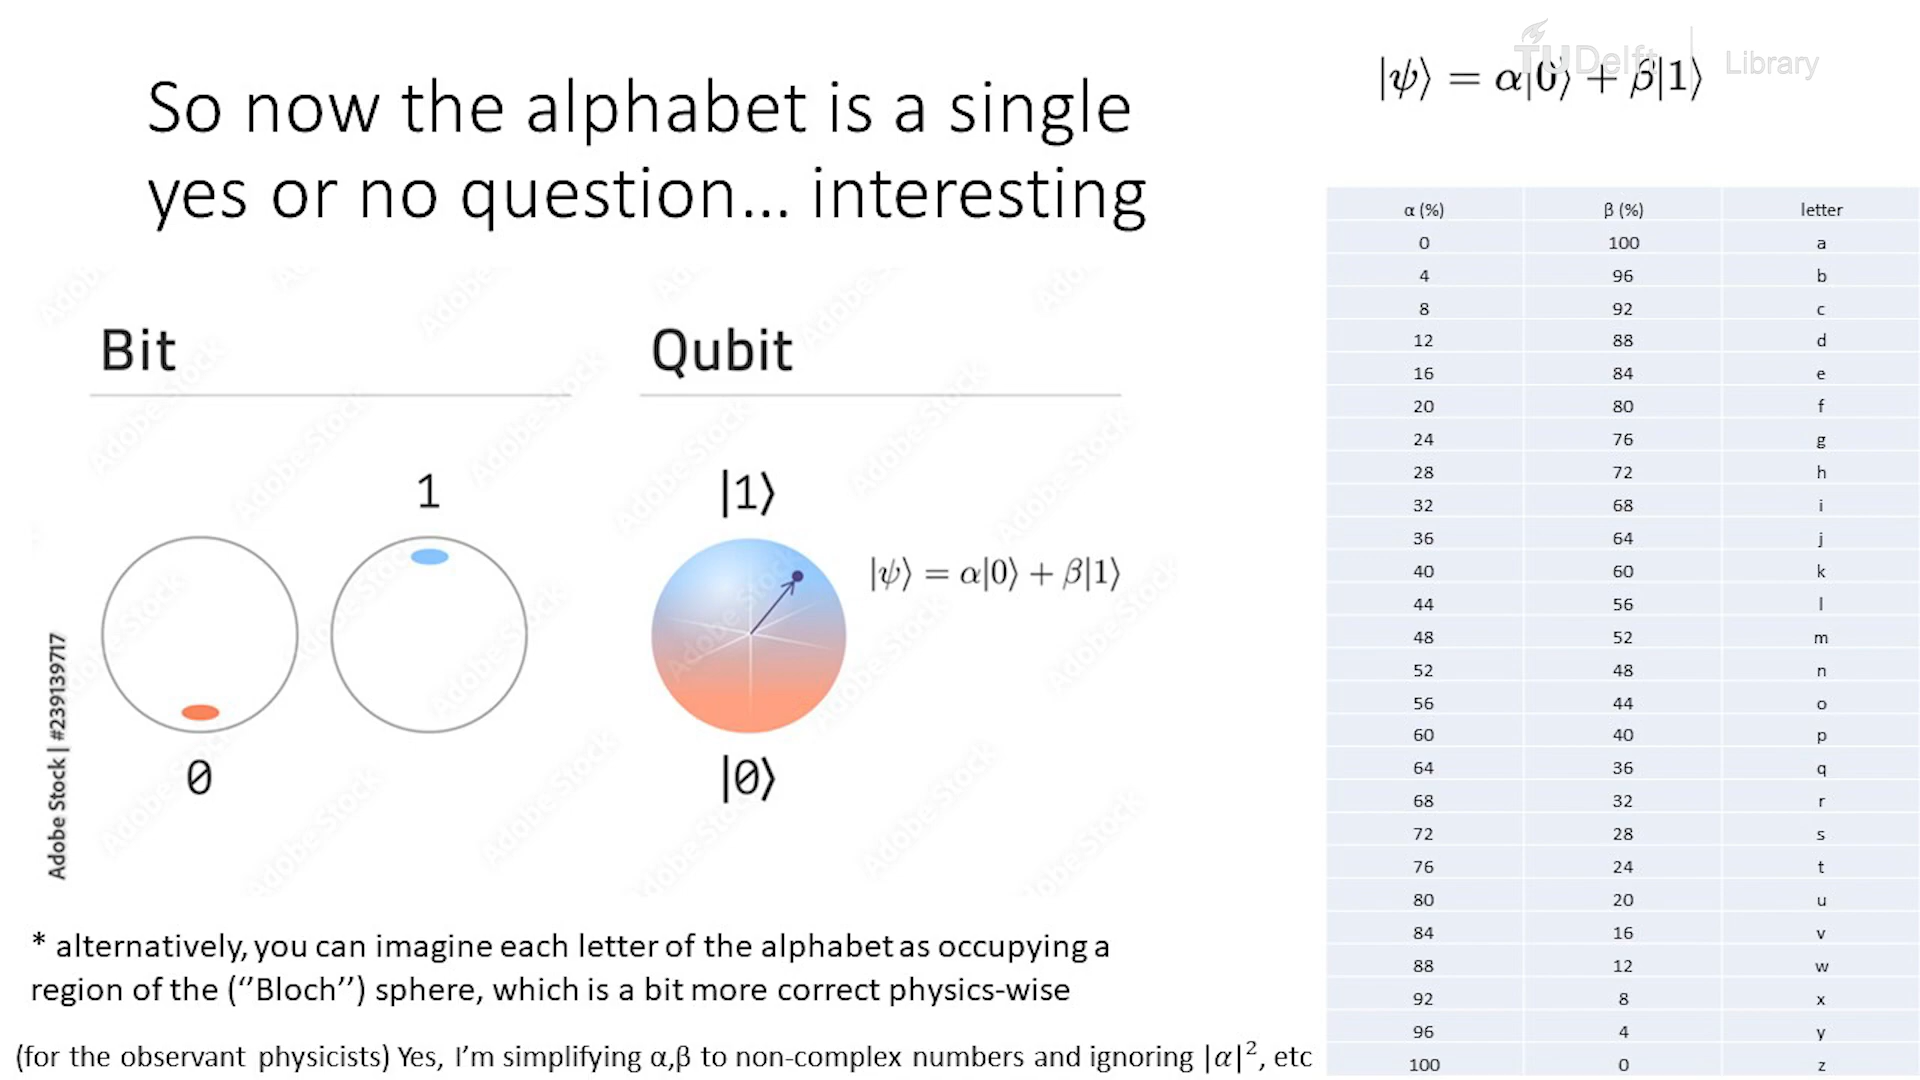 So now the alphabet is a single
yes or no question... interesting
TU Delft Library
|ψ⟩ = α|0⟩ + β|1⟩
Bit
Qubit
1
|1⟩
|ψ⟩ = α|0⟩ + β|1⟩
0
|0⟩
Adobe Stock | #239139717
* alternatively, you can imagine each letter of the alphabet as occupying a
region of the (‘’Bloch’’) sphere, which is a bit more correct physics-wise
(for the observant physicists) Yes, I’m simplifying α,β to non-complex numbers and ignoring |α|², etc
α (%) β (%) letter
0 100 a
4 96 b
8 92 c
12 88 d
16 84 e
20 80 f
24 76 g
28 72 h
32 68 i
36 64 j
40 60 k
44 56 l
48 52 m
52 48 n
56 44 o
60 40 p
64 36 q
68 32 r
72 28 s
76 24 t
80 20 u
84 16 v
88 12 w
92 8 x
96 4 y
100 0 z